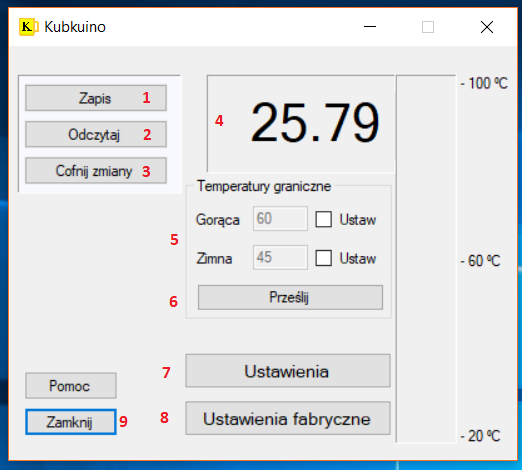 K Kubkuino
Zapis 1
Odczytaj 2
Cofnij zmiany 3
4 25.79
Temperatury graniczne
Gorąca 60 Ustaw
5
Zimna 45 Ustaw
6 Prześlij
7 Ustawienia
8 Ustawienia fabryczne
Pomoc
Zamknij 9
- 100 ºC
- 60 ºC
- 20 ºC